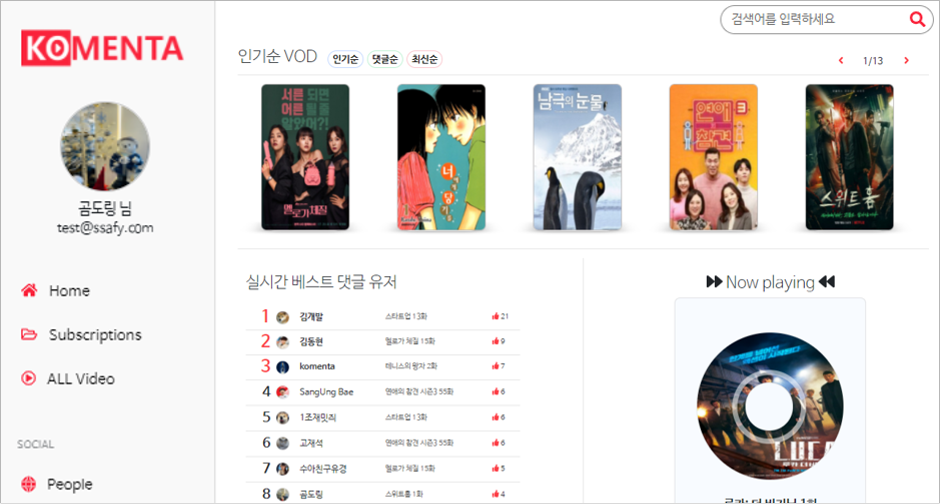 KOMENTA
곰도링 님
test@ssafy.com
Home
Subscriptions
ALL Video
SOCIAL
People
검색어를 입력하세요
인기순 VOD 인기순 댓글순 최신순
1/13
서른 되면
어른 될 줄
알았어?!
멜로가 체질
너
남극의 눈물
연애 3
참견
스위트홈
실시간 베스트 댓글 유저
1 김개발 스타트업 13화 21
2 김동현 멜로가 체질 15화 9
3 komenta 테니스의 왕자 2화 7
4 SangUng Bae 연애의 참견 시즌3 55화 6
5 1조재밋긔 스타트업 13화 6
6 고재석 연애의 참견 시즌3 55화 6
7 수아친구유경 멜로가 체질 15화 5
8 곰도링 스위트홈 1화 4
Now playing
LUCA